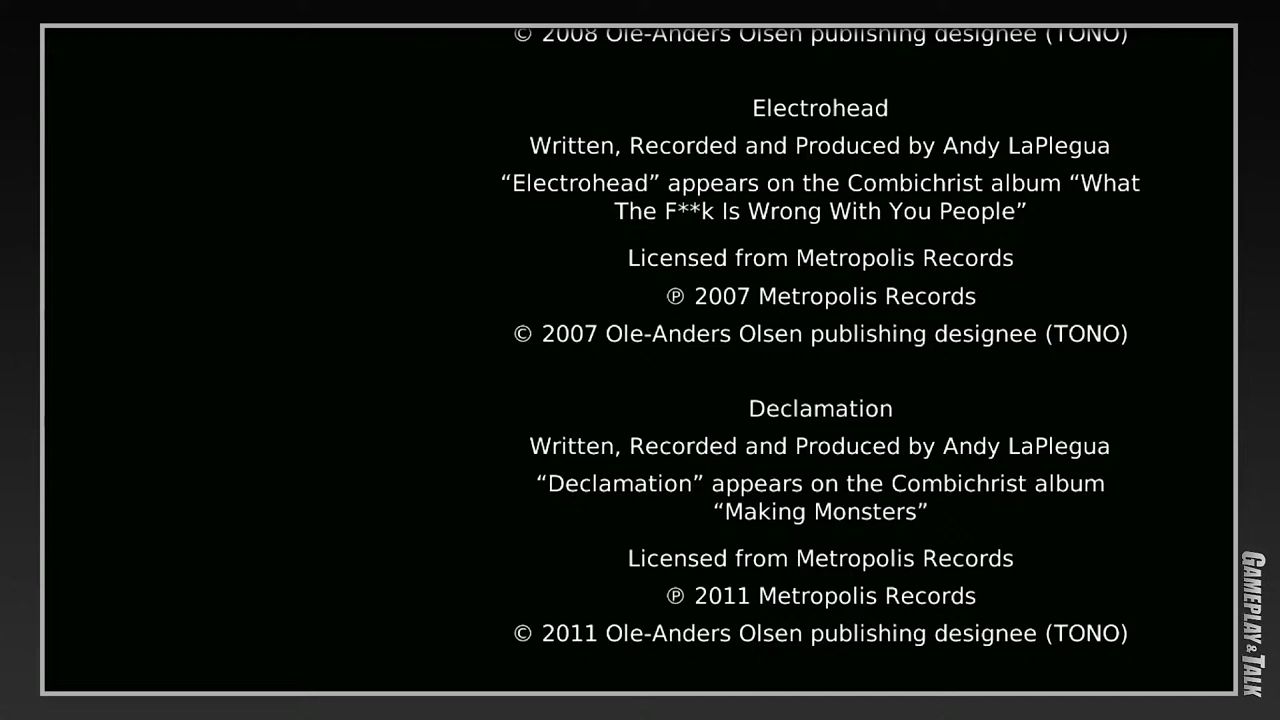 © 2008 Ole-Anders Olsen publishing designee (TONO)
Electrohead
Written, Recorded and Produced by Andy LaPlegua
“Electrohead” appears on the Combichrist album “What
The F**k Is Wrong With You People”
Licensed from Metropolis Records
℗ 2007 Metropolis Records
© 2007 Ole-Anders Olsen publishing designee (TONO)
Declamation
Written, Recorded and Produced by Andy LaPlegua
“Declamation” appears on the Combichrist album
“Making Monsters”
Licensed from Metropolis Records
℗ 2011 Metropolis Records
© 2011 Ole-Anders Olsen publishing designee (TONO)
GAMEPLAY & TALK